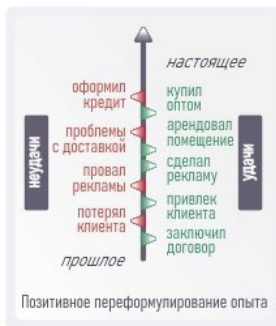 настоящее
оформил
кредит
купил
оптом
проблемы
с доставкой
арендовал
помещение
неудачи
сделал
рекламу
удачи
провал
рекламы
привлек
клиента
потерял
клиента
заключил
договор
прошлое
Позитивное переформулирование опыта